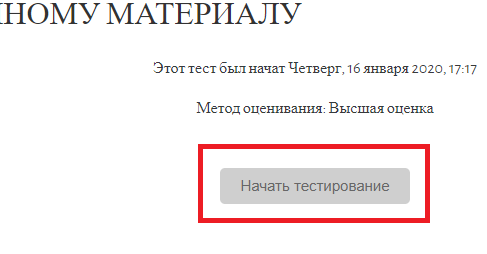 НОМУ МАТЕРИАЛУ
Этот тест был начат Четверг, 16 января 2020, 17:17
Метод оценивания: Высшая оценка
Начать тестирование